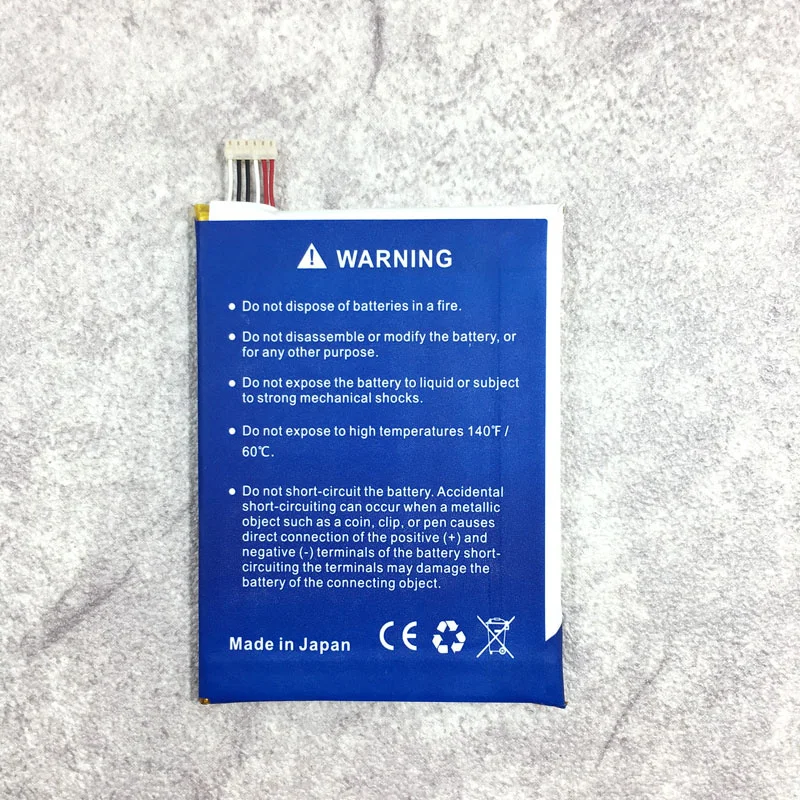 WARNING
● Do not dispose of batteries in a fire.
● Do not disassemble or modify the battery, or
for any other purpose.
● Do not expose the battery to liquid or subject
to strong mechanical shocks.
● Do not expose to high temperatures 140℉ /
60℃.
● Do not short-circuit the battery. Accidental
short-circuiting can occur when a metallic
object such as a coin, clip, or pen causes
direct connection of the positive (+) and
negative (-) terminals of the battery short-
circuiting the terminals may damage the
battery of the connecting object.
Made in Japan CE